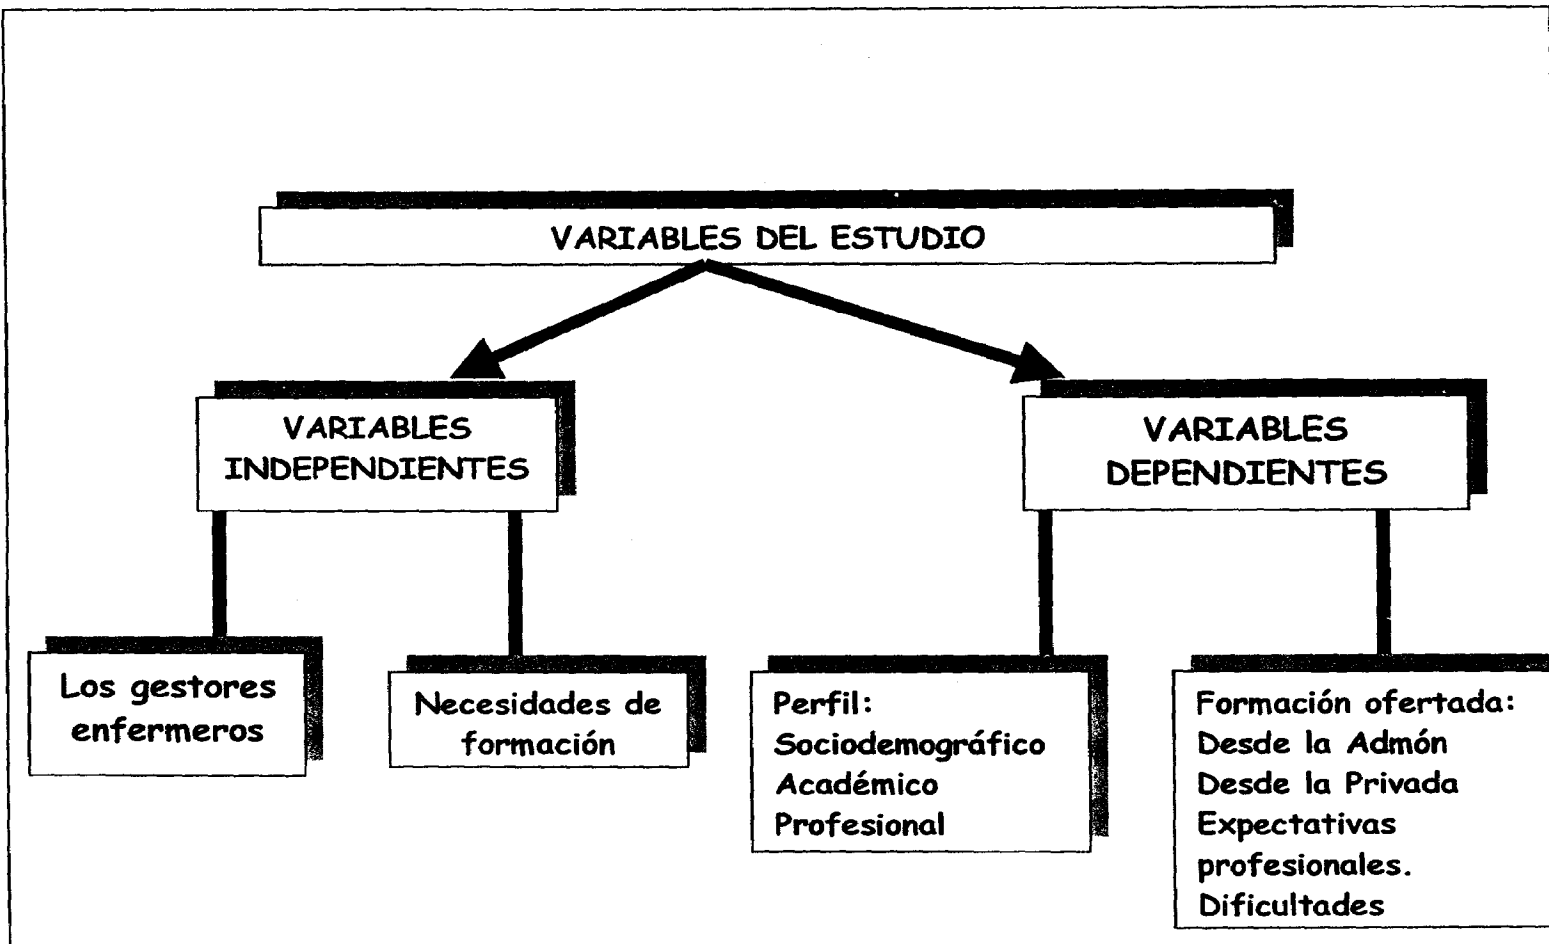 VARIABLES DEL ESTUDIO
VARIABLES
INDEPENDIENTES
VARIABLES
DEPENDIENTES
Los gestores
enfermeros
Necesidades de
formación
Perfil:
Sociodemográfico
Académico
Profesional
Formación ofertada:
Desde la Admón
Desde la Privada
Expectativas
profesionales.
Dificultades